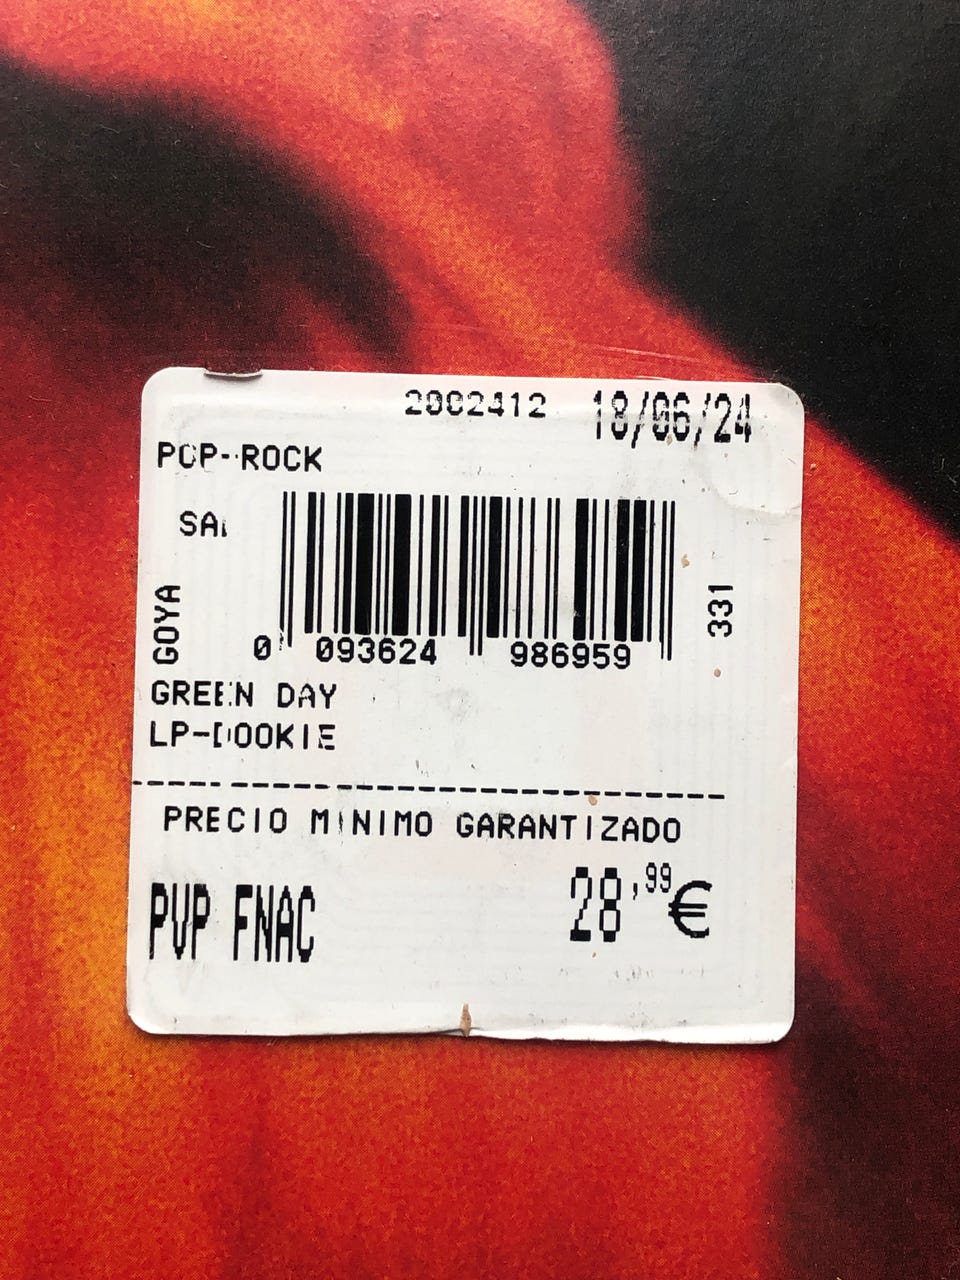 2002412 18/06/24
POP-ROCK
GOYA
331
0 093624 986959
GREEN DAY
LP-DOOKIE
PRECIO MINIMO GARANTIZADO
PVP FNAC 28,99€